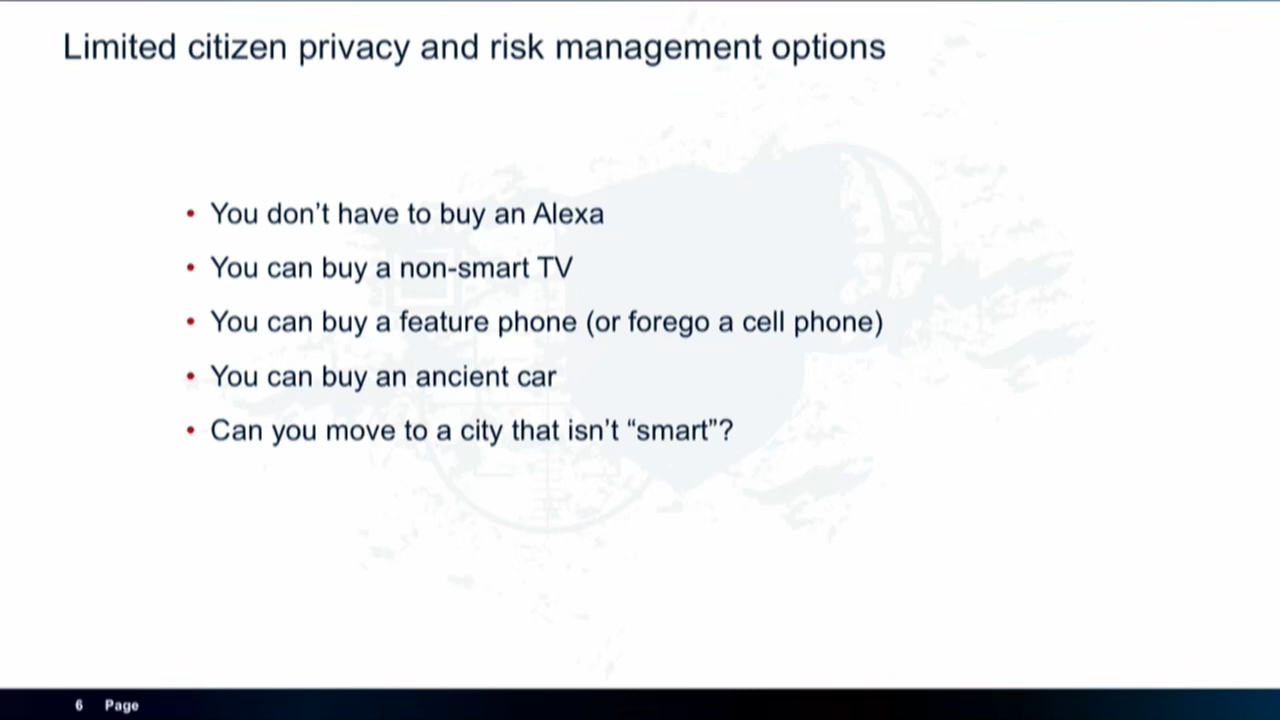 Limited citizen privacy and risk management options
• You don’t have to buy an Alexa
• You can buy a non-smart TV
• You can buy a feature phone (or forego a cell phone)
• You can buy an ancient car
• Can you move to a city that isn’t “smart”?
6 Page